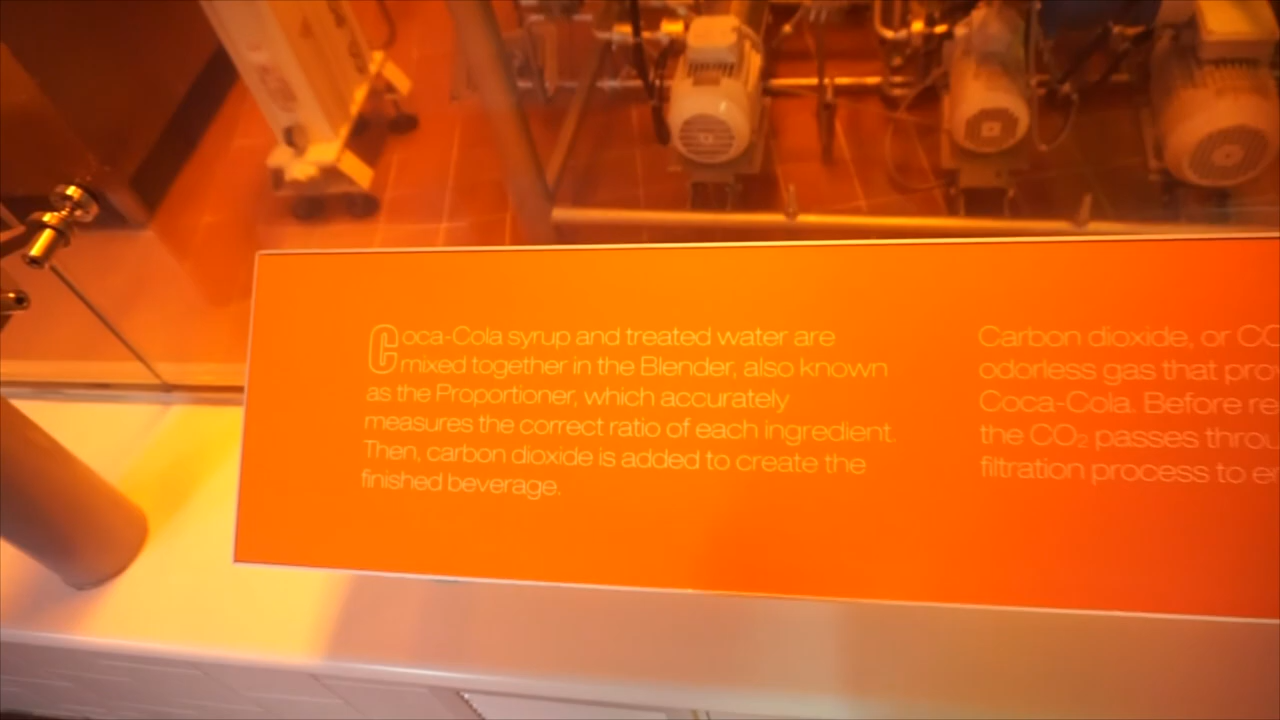 Coca-Cola syrup and treated water are
mixed together in the Blender, also known
as the Proportioner, which accurately
measures the correct ratio of each ingredient.
Then, carbon dioxide is added to create the
finished beverage.
Carbon dioxide, or CO
odorless gas that
Coca-Cola. Before
the CO₂ passes
filtration process to